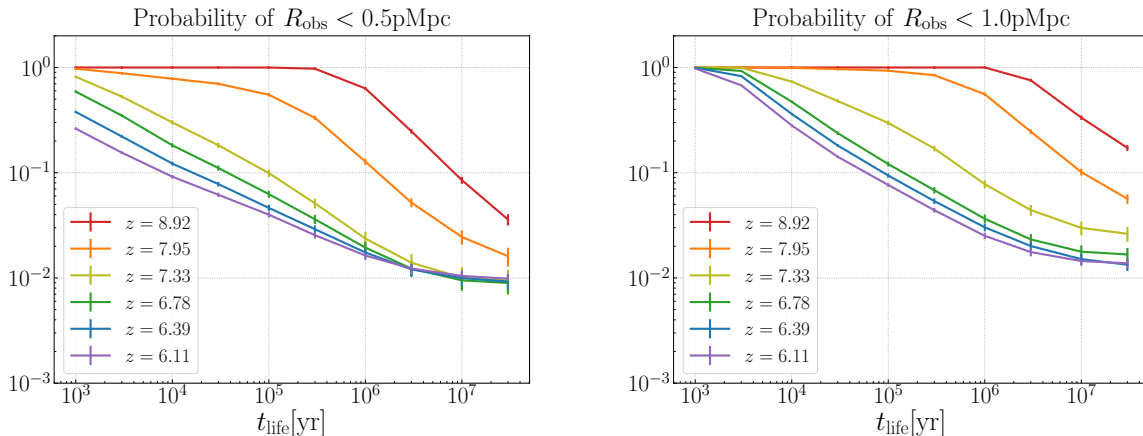 Probability of R_obs < 0.5pMpc
10^0
10^−1
10^−2
10^−3
z = 8.92
z = 7.95
z = 7.33
z = 6.78
z = 6.39
z = 6.11
10^3 10^4 10^5 10^6 10^7
t_life[yr]
Probability of R_obs < 1.0pMpc
10^0
10^−1
10^−2
10^−3
z = 8.92
z = 7.95
z = 7.33
z = 6.78
z = 6.39
z = 6.11
10^3 10^4 10^5 10^6 10^7
t_life[yr]